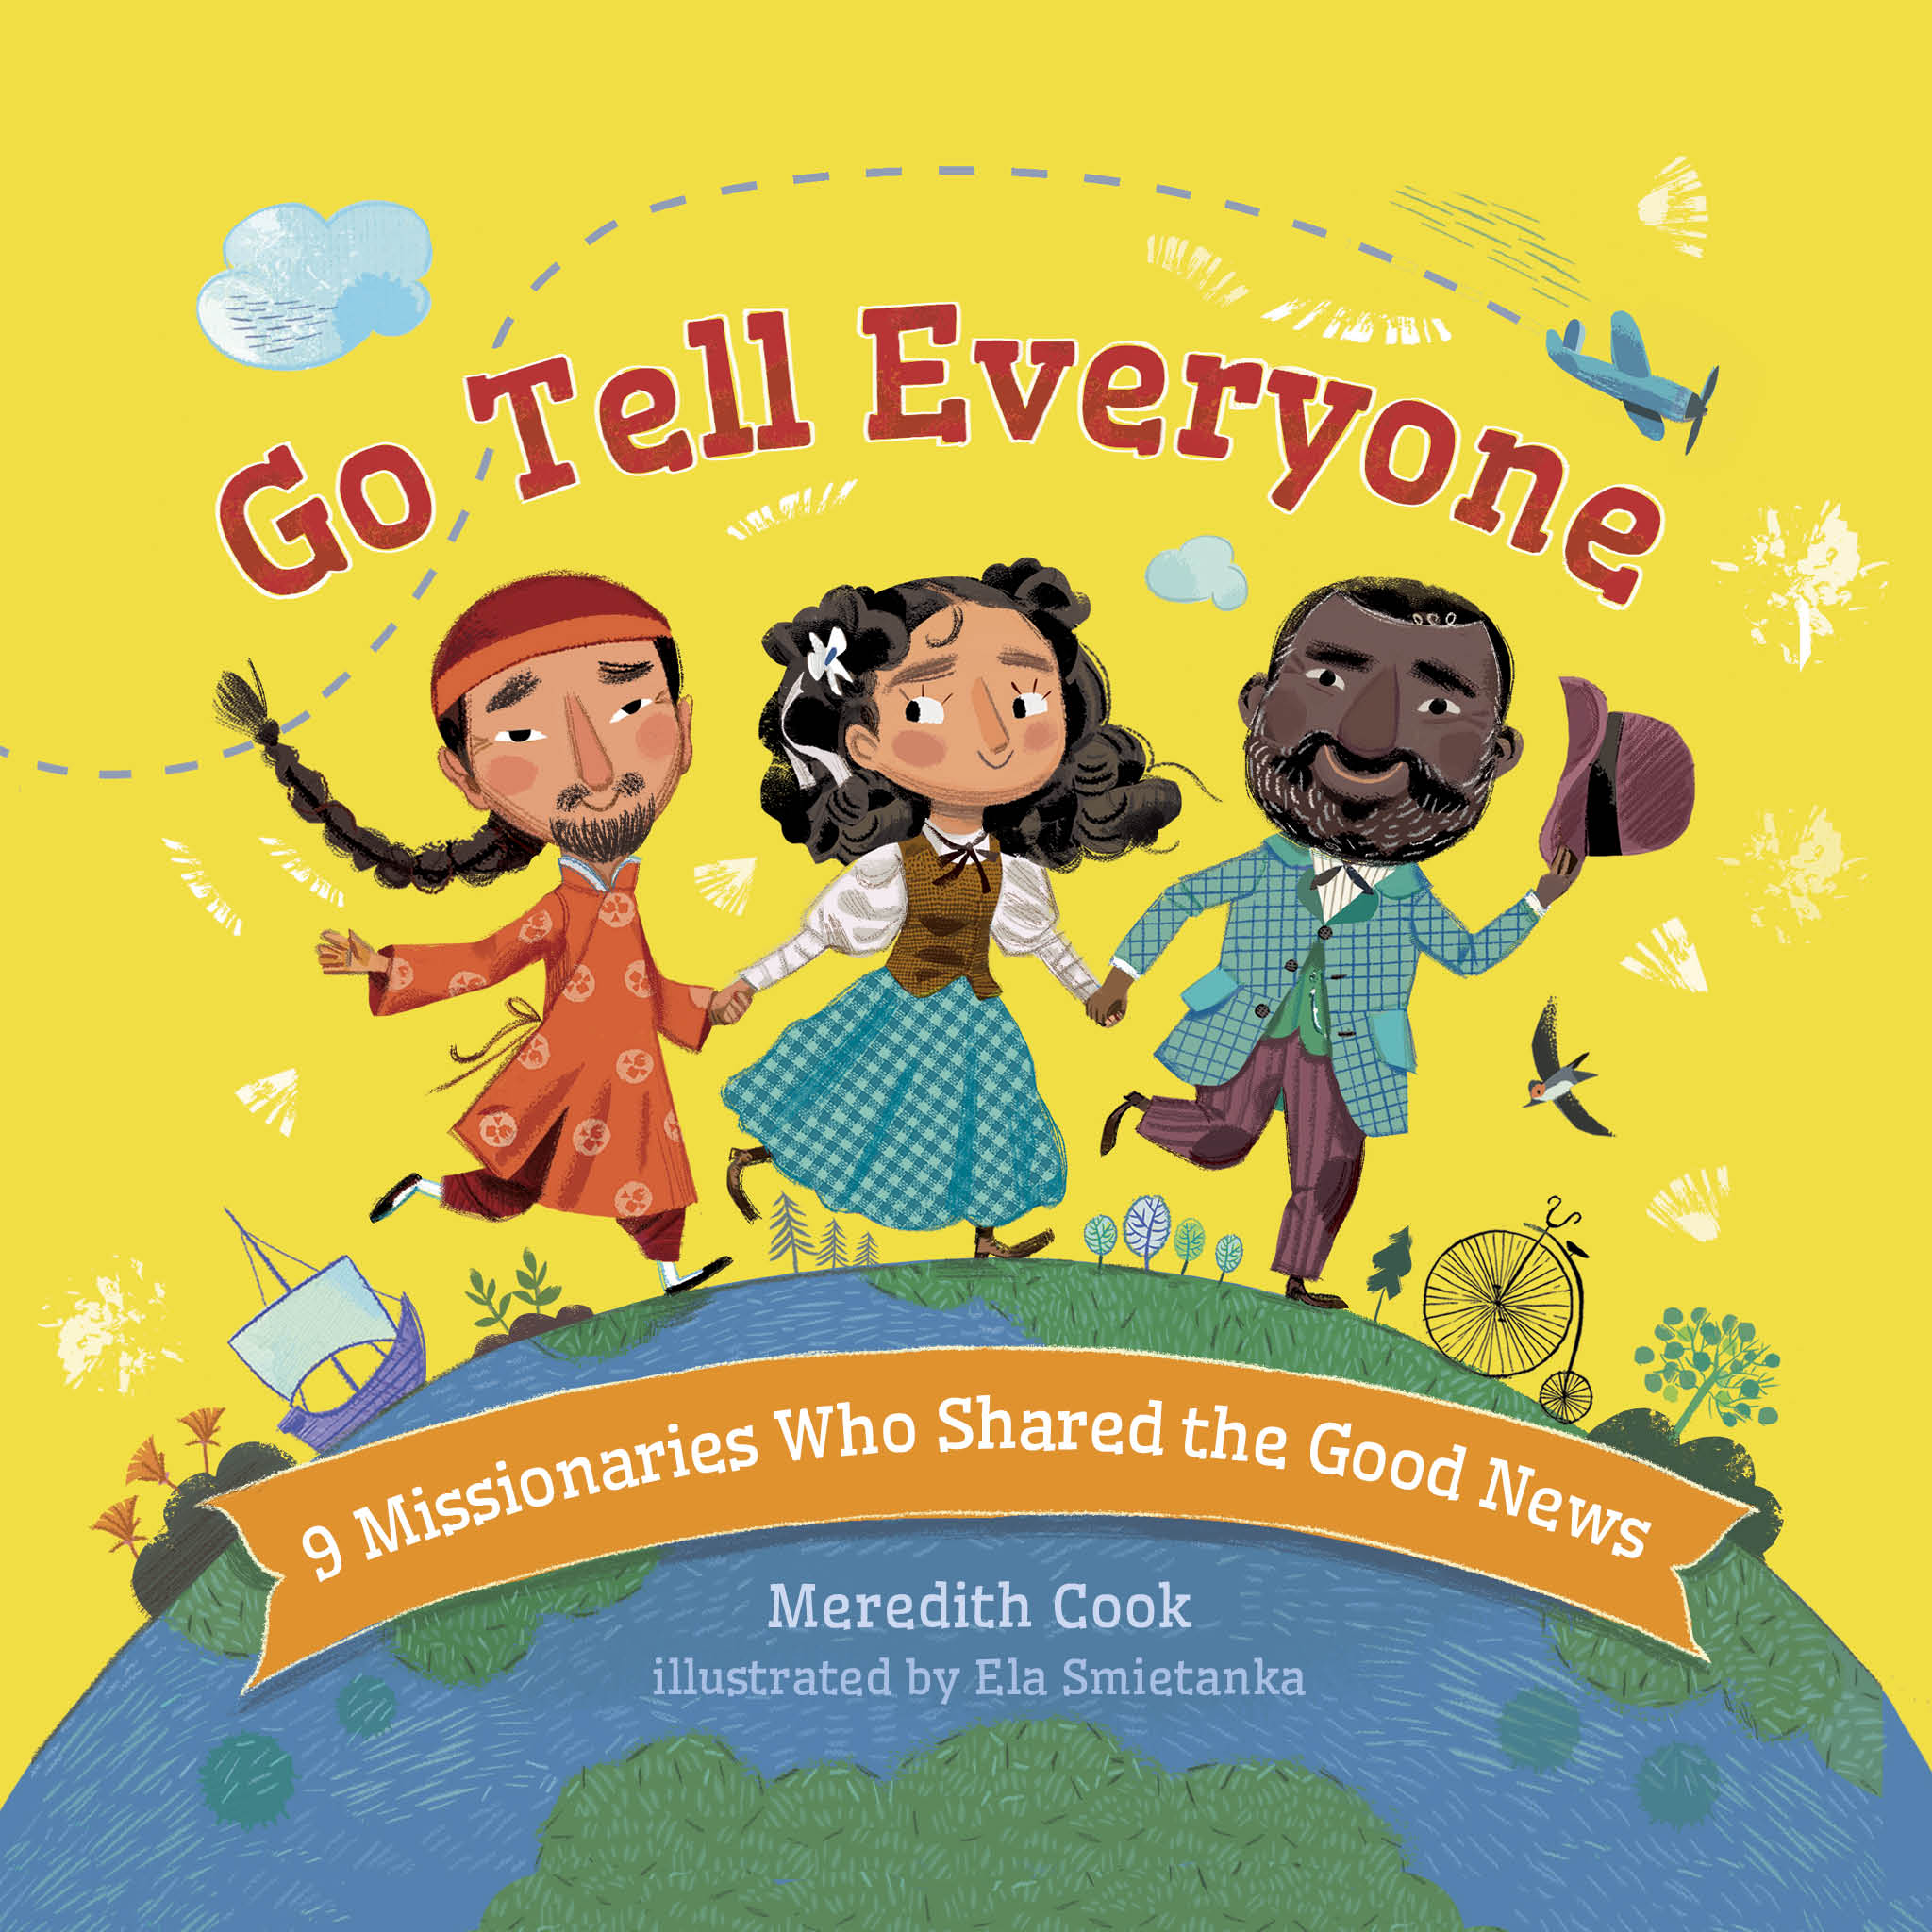 Go Tell Everyone
9 Missionaries Who Shared the Good News
Meredith Cook
illustrated by Ela Smietanka